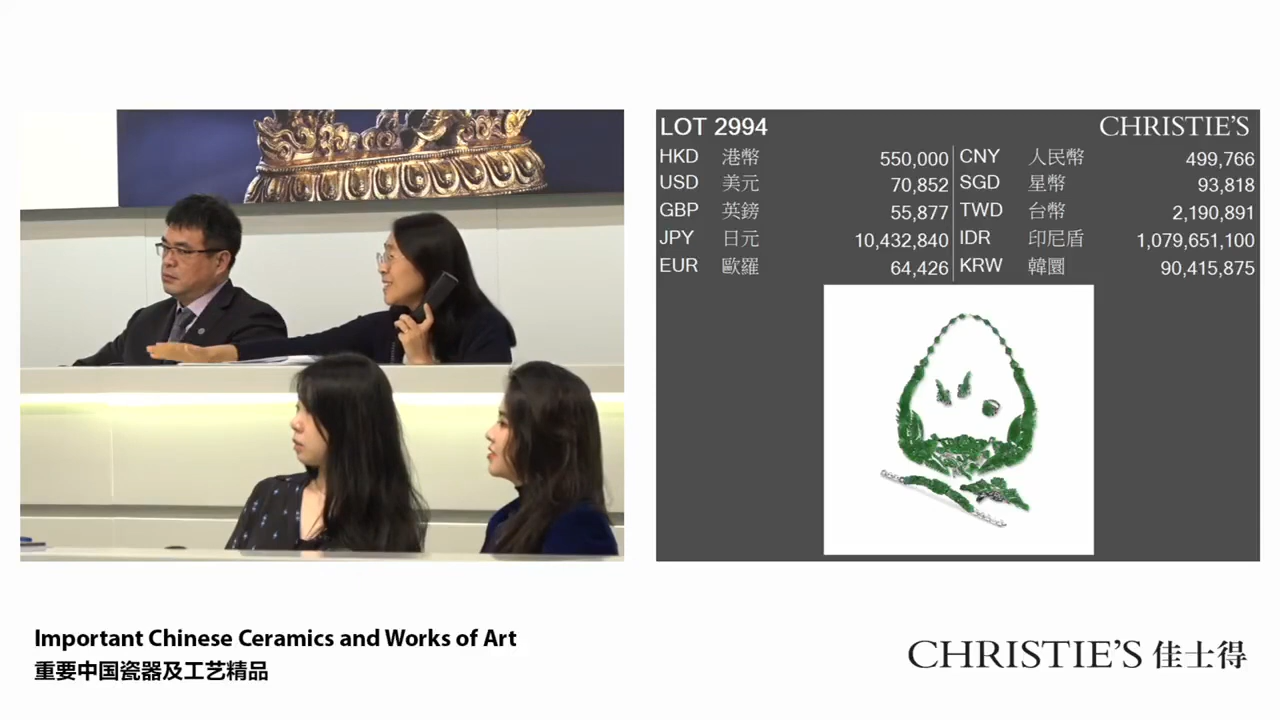 LOT 2994
CHRISTIE'S
HKD 港幣 550,000 CNY 人民幣 499,766
USD 美元 70,852 SGD 星幣 93,818
GBP 英鎊 55,877 TWD 台幣 2,190,891
JPY 日元 10,432,840 IDR 印尼盾 1,079,651,100
EUR 歐羅 64,426 KRW 韓圜 90,415,875
Important Chinese Ceramics and Works of Art
重要中国瓷器及工艺精品
CHRISTIE'S 佳士得